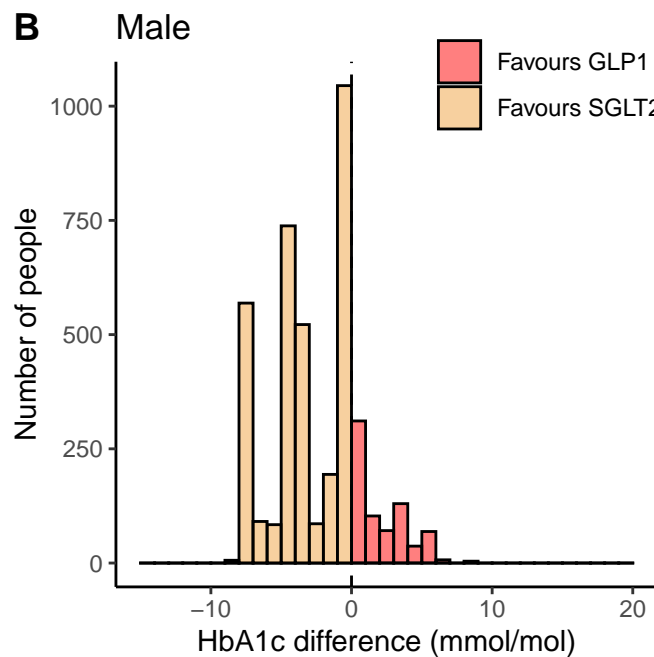 B Male
Favours GLP1
Favours SGLT2
1000
750
500
250
0
Number of people
−10 0 10 20
HbA1c difference (mmol/mol)